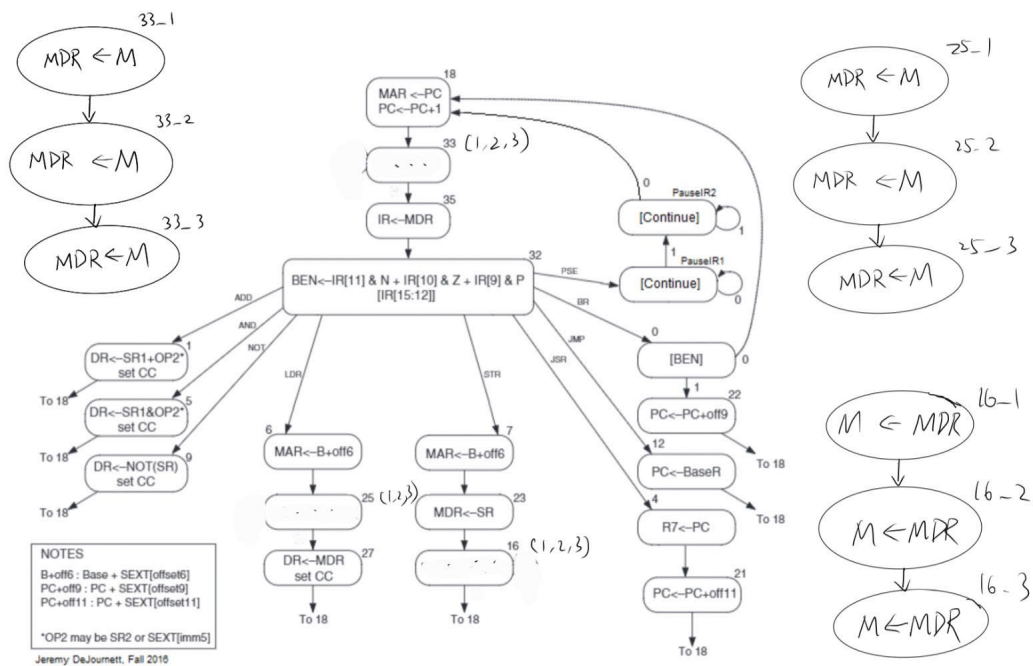 33_1
MDR ← M
33_2
MDR ← M
33_3
MDR ← M
18
MAR <-PC
PC<-PC+1
33
(1,2,3)
. . .
35
IR<-MDR
32
BEN<-IR[11] & N + IR[10] & Z + IR[9] & P
[IR[15:12]]
PSE
PauseIR1
[Continue]
0
1
PauseIR2
[Continue]
1
0
ADD
1
DR<-SR1+OP2*
set CC
To 18
AND
5
DR<-SR1&OP2*
set CC
To 18
NOT
9
DR<-NOT(SR)
set CC
To 18
LDR
6
MAR<-B+off6
25
(1,2,3)
. . . .
27
DR<-MDR
set CC
To 18
STR
7
MAR<-B+off6
23
MDR<-SR
16
(1,2,3)
. . . . .
To 18
JSR
4
R7<-PC
21
PC<-PC+off11
To 18
JMP
12
PC<-BaseR
To 18
BR
0
[BEN]
0
1
22
PC<-PC+off9
To 18
25_1
MDR ← M
25_2
MDR ← M
25_3
MDR ← M
16_1
M ← MDR
16_2
M ← MDR
16_3
M ← MDR
NOTES
B+off6 : Base + SEXT[offset6]
PC+off9 : PC + SEXT[offset9]
PC+off11 : PC + SEXT[offset11]
*OP2 may be SR2 or SEXT[imm5]
Jeremy DeJournett, Fall 2016